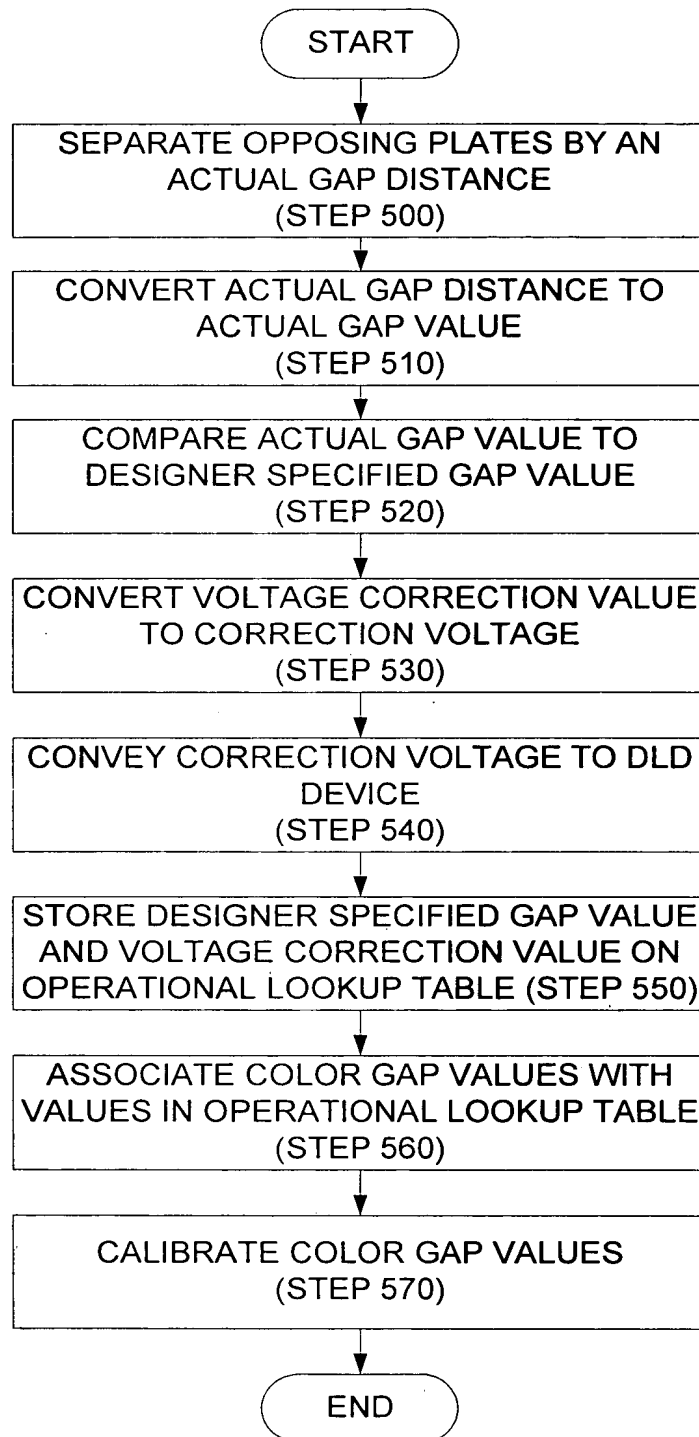 START
SEPARATE OPPOSING PLATES BY AN
ACTUAL GAP DISTANCE
(STEP 500)
CONVERT ACTUAL GAP DISTANCE TO
ACTUAL GAP VALUE
(STEP 510)
COMPARE ACTUAL GAP VALUE TO
DESIGNER SPECIFIED GAP VALUE
(STEP 520)
CONVERT VOLTAGE CORRECTION VALUE
TO CORRECTION VOLTAGE
(STEP 530)
CONVEY CORRECTION VOLTAGE TO DLD
DEVICE
(STEP 540)
STORE DESIGNER SPECIFIED GAP VALUE
AND VOLTAGE CORRECTION VALUE ON
OPERATIONAL LOOKUP TABLE (STEP 550)
ASSOCIATE COLOR GAP VALUES WITH
VALUES IN OPERATIONAL LOOKUP TABLE
(STEP 560)
CALIBRATE COLOR GAP VALUES
(STEP 570)
END